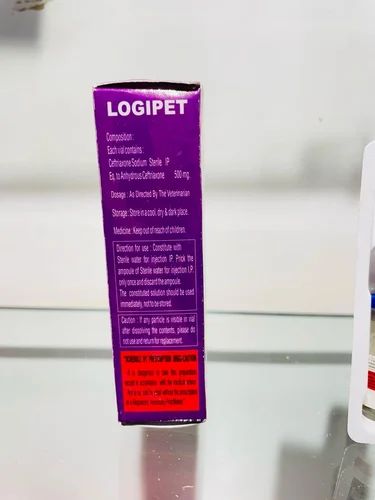 LOGIPET
Composition :
Each vial contains :
Ceftriaxone Sodium Sterile IP
Eq. to Anhydrous Ceftriaxone 500 mg.
Dosage : As Directed By The Veterinarian
Storage: Store in a cool, dry & dark place.
Medicine: Keep out of reach of children.
Direction for use : Constitute with
Sterile water for injection IP. Prick the
ampoule of Sterile water for injection I.P.
only once and discard the ampoule.
The constituted solution should be used
immediately, not to be stored.
Caution : If any particle is visible in vial
after dissolving the contents, please do
not use and return for replacement.
PRESCRIPTION DRUG-CAUTION